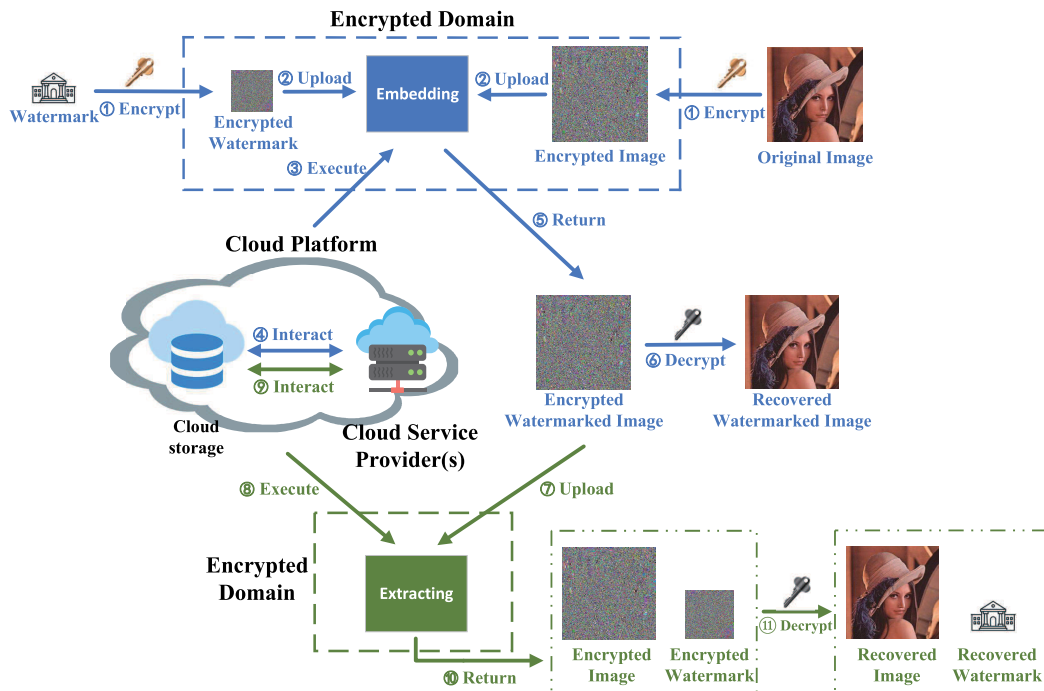 Encrypted Domain
Watermark
① Encrypt
Encrypted
Watermark
② Upload
Embedding
② Upload
Encrypted Image
① Encrypt
Original Image
③ Execute
⑤ Return
Cloud Platform
④ Interact
⑨ Interact
Cloud
storage
Cloud Service
Provider(s)
Encrypted
Watermarked Image
⑥ Decrypt
Recovered
Watermarked Image
⑧ Execute
⑦ Upload
Encrypted
Domain
Extracting
⑩ Return
Encrypted
Image
Encrypted
Watermark
⑪ Decrypt
Recovered
Image
Recovered
Watermark